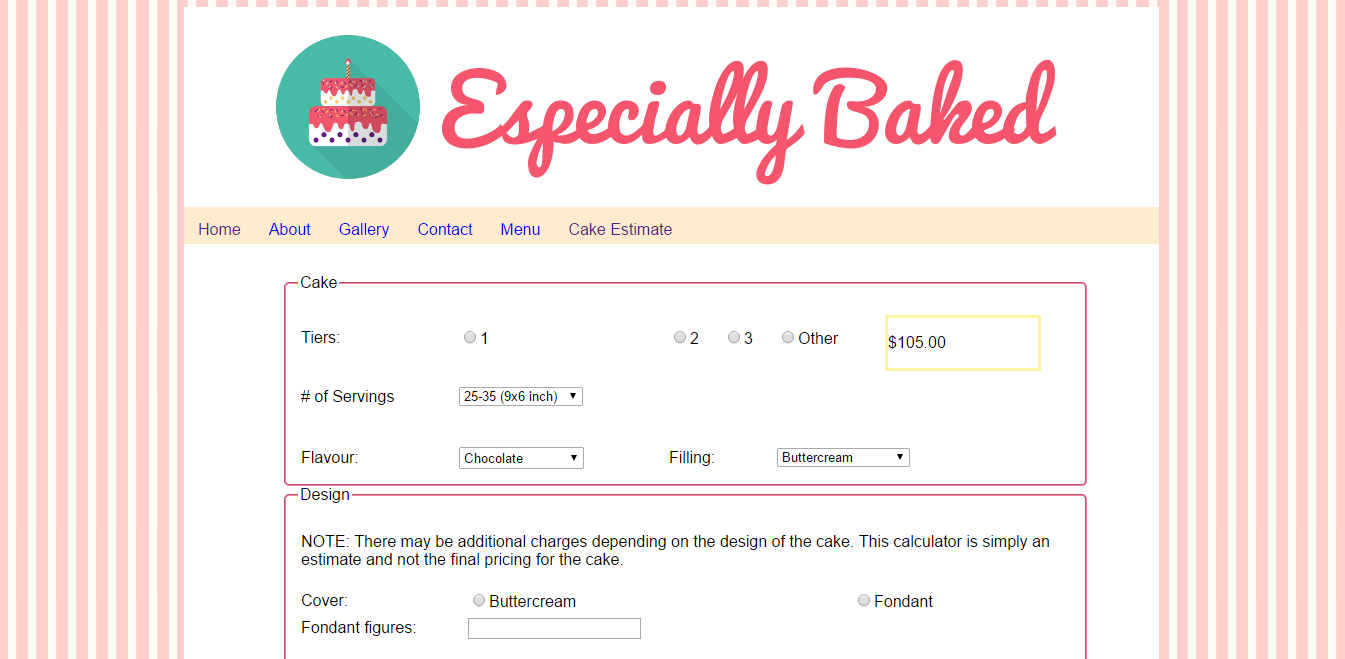 Especially Baked
Home About Gallery Contact Menu Cake Estimate
Cake
Tiers: 1 2 3 Other $105.00
# of Servings 25-35 (9x6 inch)
Flavour: Chocolate Filling: Buttercream
Design
NOTE: There may be additional charges depending on the design of the cake. This calculator is simply an
estimate and not the final pricing for the cake.
Cover: Buttercream Fondant
Fondant figures: